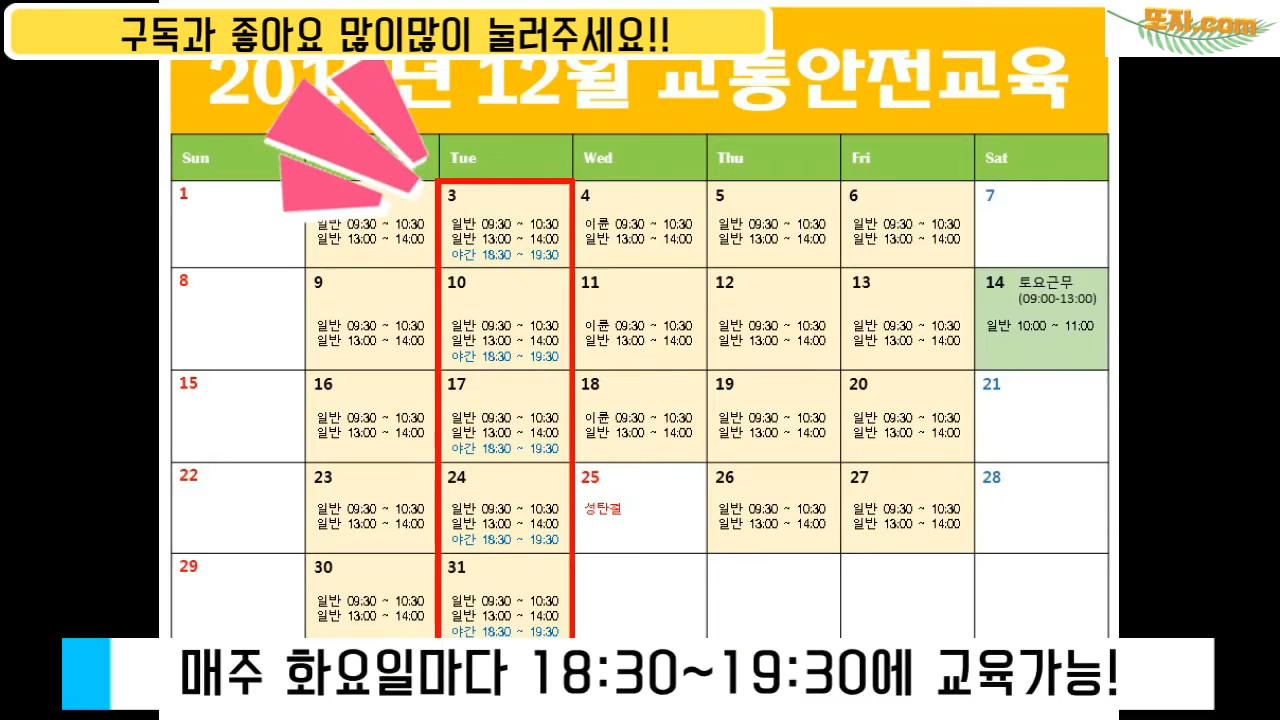 구독과 좋아요 많이많이 눌러주세요!!
또자.com
201 년 12월 교통안전교육
Sun Tue Wed Thu Fri Sat
1 3 4 5 6 7
일반 09:30 ~ 10:30 일반 09:30 ~ 10:30 이륜 09:30 ~ 10:30 일반 09:30 ~ 10:30 일반 09:30 ~ 10:30
일반 13:00 ~ 14:00 일반 13:00 ~ 14:00 일반 13:00 ~ 14:00 일반 13:00 ~ 14:00 일반 13:00 ~ 14:00
야간 18:30 ~ 19:30
8 9 10 11 12 13 14 토요근무
(09:00-13:00)
일반 09:30 ~ 10:30 일반 09:30 ~ 10:30 이륜 09:30 ~ 10:30 일반 09:30 ~ 10:30 일반 09:30 ~ 10:30 일반 10:00 ~ 11:00
일반 13:00 ~ 14:00 일반 13:00 ~ 14:00 일반 13:00 ~ 14:00 일반 13:00 ~ 14:00 일반 13:00 ~ 14:00
야간 18:30 ~ 19:30
15 16 17 18 19 20 21
일반 09:30 ~ 10:30 일반 09:30 ~ 10:30 이륜 09:30 ~ 10:30 일반 09:30 ~ 10:30 일반 09:30 ~ 10:30
일반 13:00 ~ 14:00 일반 13:00 ~ 14:00 일반 13:00 ~ 14:00 일반 13:00 ~ 14:00 일반 13:00 ~ 14:00
야간 18:30 ~ 19:30
22 23 24 25 26 27 28
일반 09:30 ~ 10:30 일반 09:30 ~ 10:30 성탄절 일반 09:30 ~ 10:30 일반 09:30 ~ 10:30
일반 13:00 ~ 14:00 일반 13:00 ~ 14:00 일반 13:00 ~ 14:00 일반 13:00 ~ 14:00
야간 18:30 ~ 19:30
29 30 31
일반 09:30 ~ 10:30 일반 09:30 ~ 10:30
일반 13:00 ~ 14:00 일반 13:00 ~ 14:00
야간 18:30 ~ 19:30
매주 화요일마다 18:30~19:30에 교육가능!